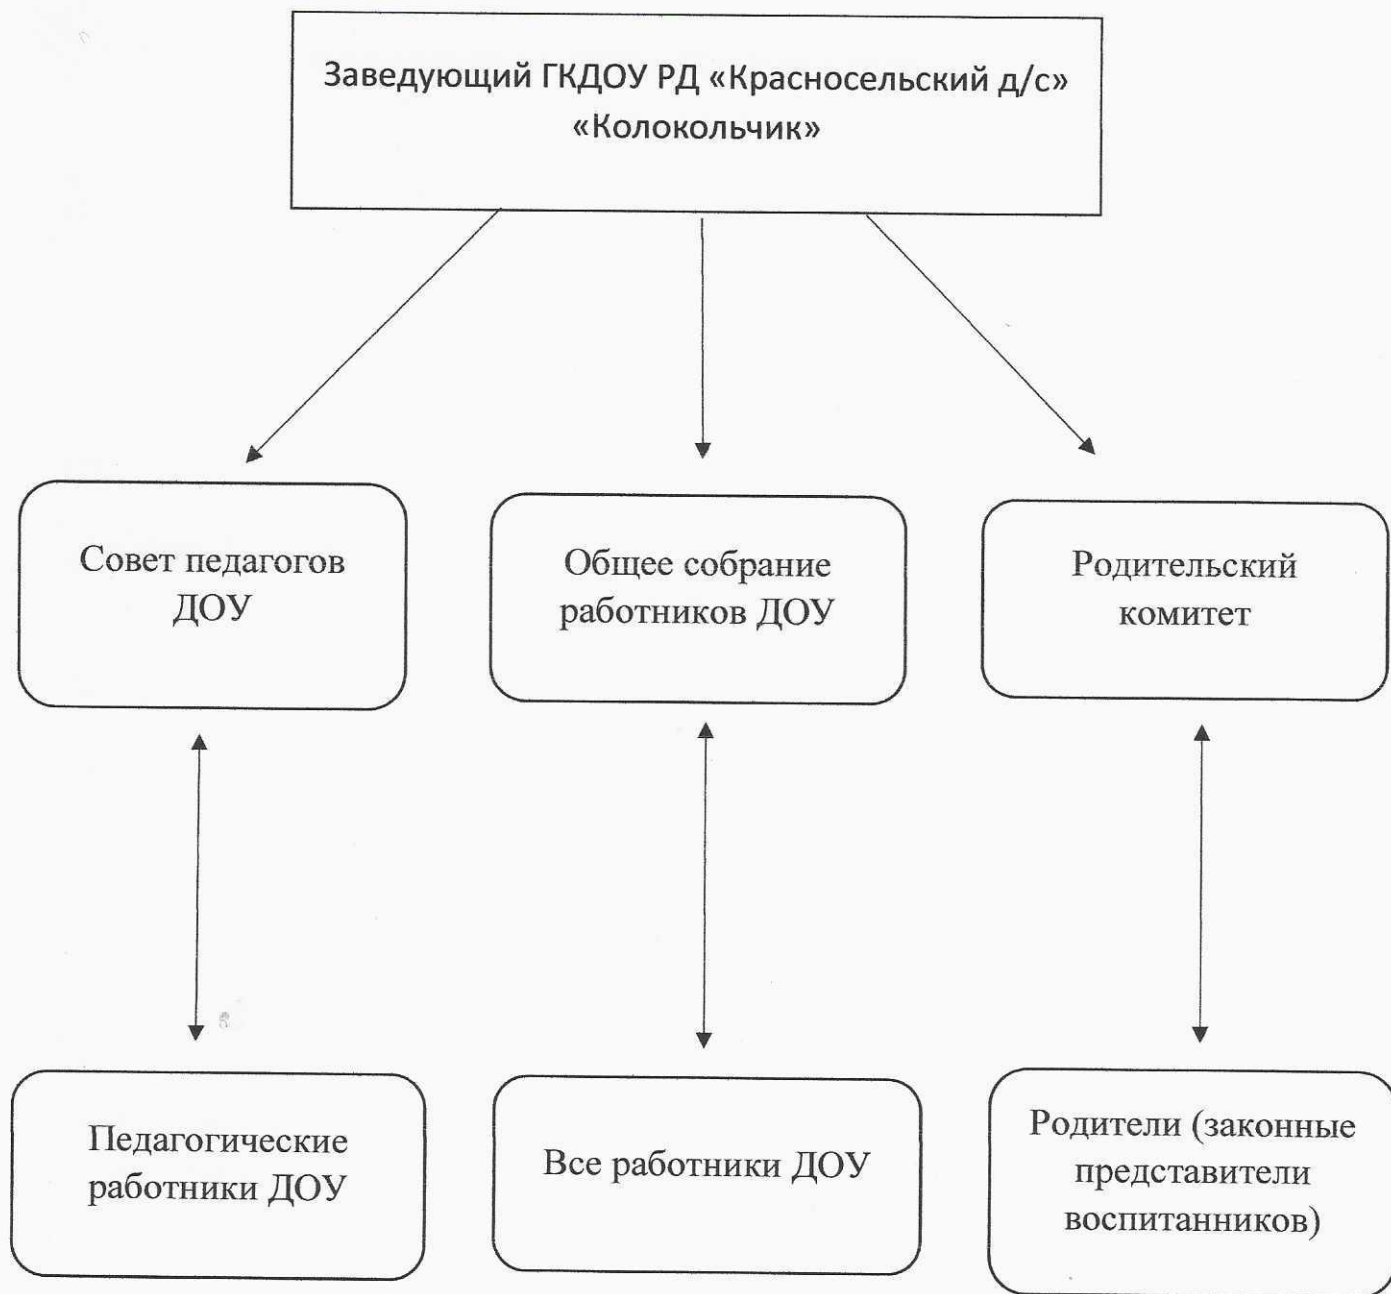 Заведующий ГКДОУ РД «Красносельский д/с»
«Колокольчик»
Совет педагогов
ДОУ
Общее собрание
работников ДОУ
Родительский
комитет
Педагогические
работники ДОУ
Все работники ДОУ
Родители (законные
представители
воспитанников)